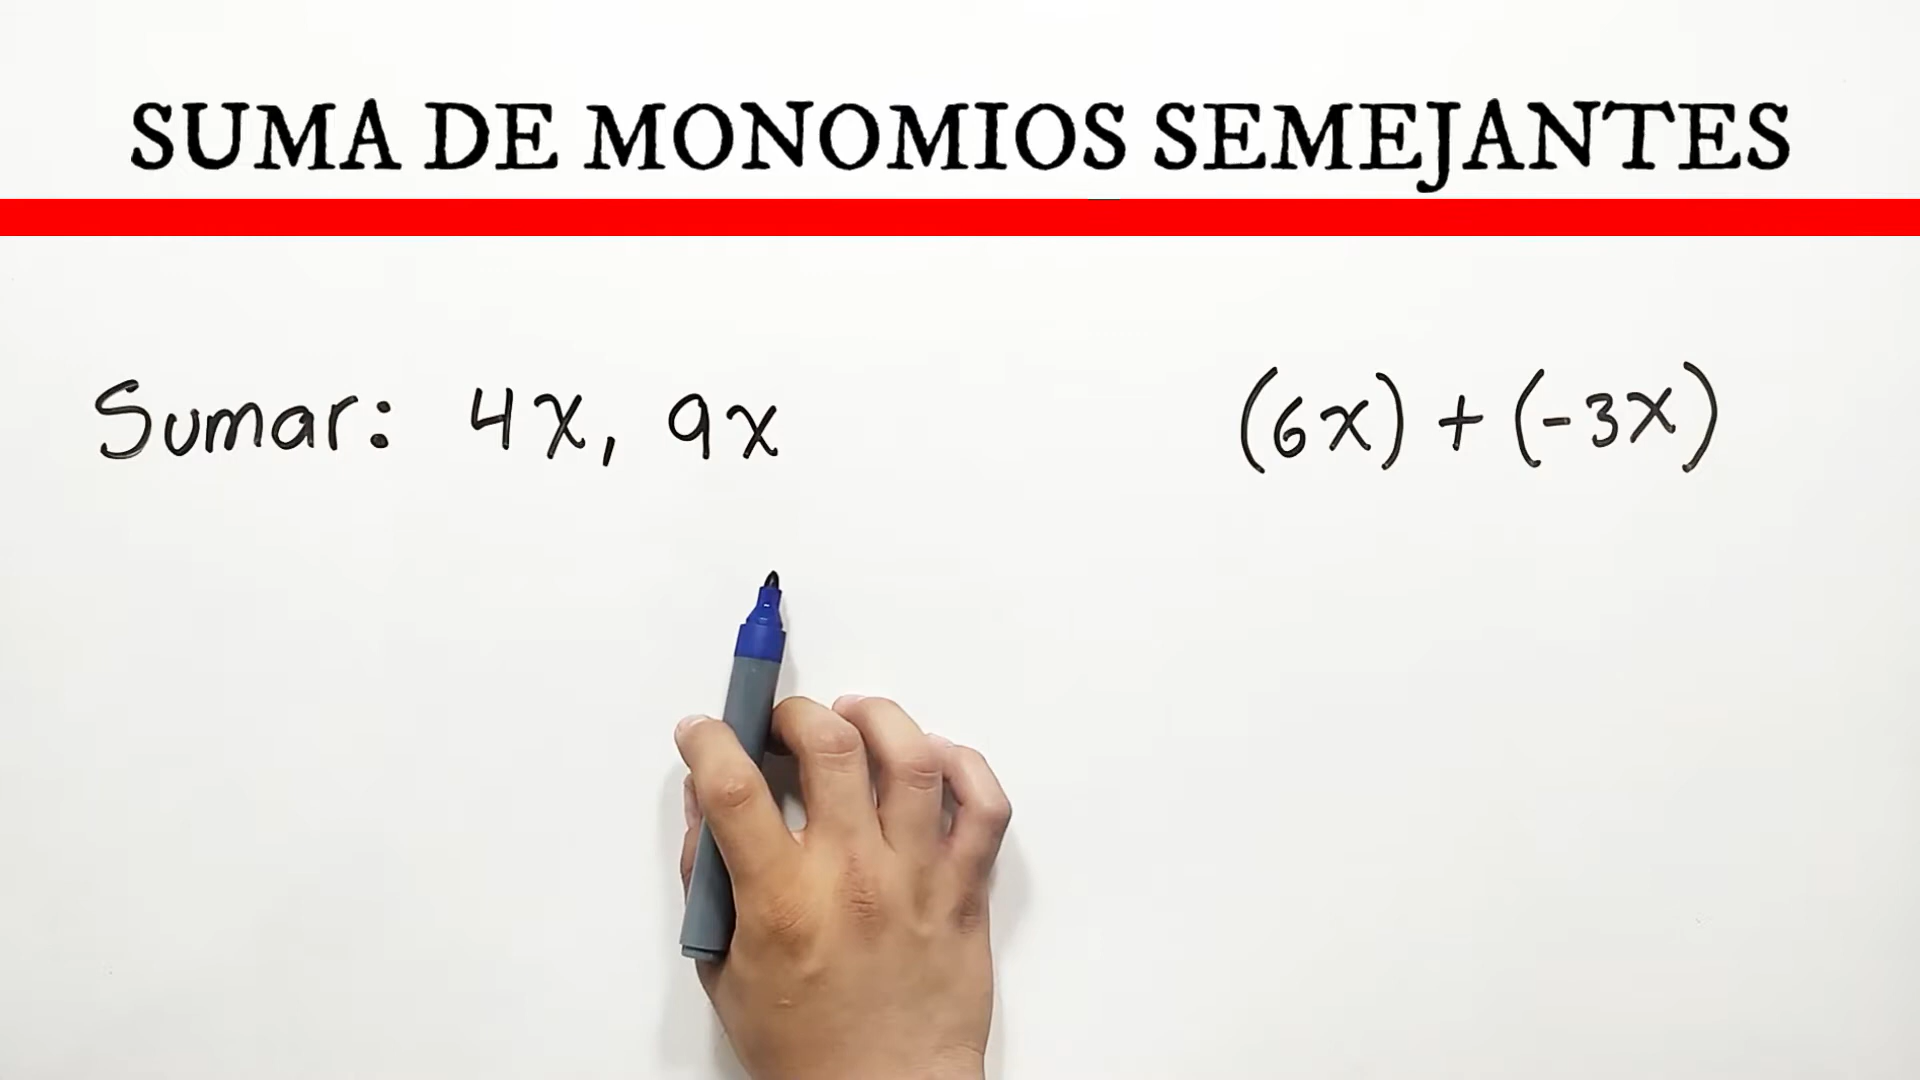 SUMA DE MONOMIOS SEMEJANTES
Sumar: 4x, 9x
(6x) + (-3x)